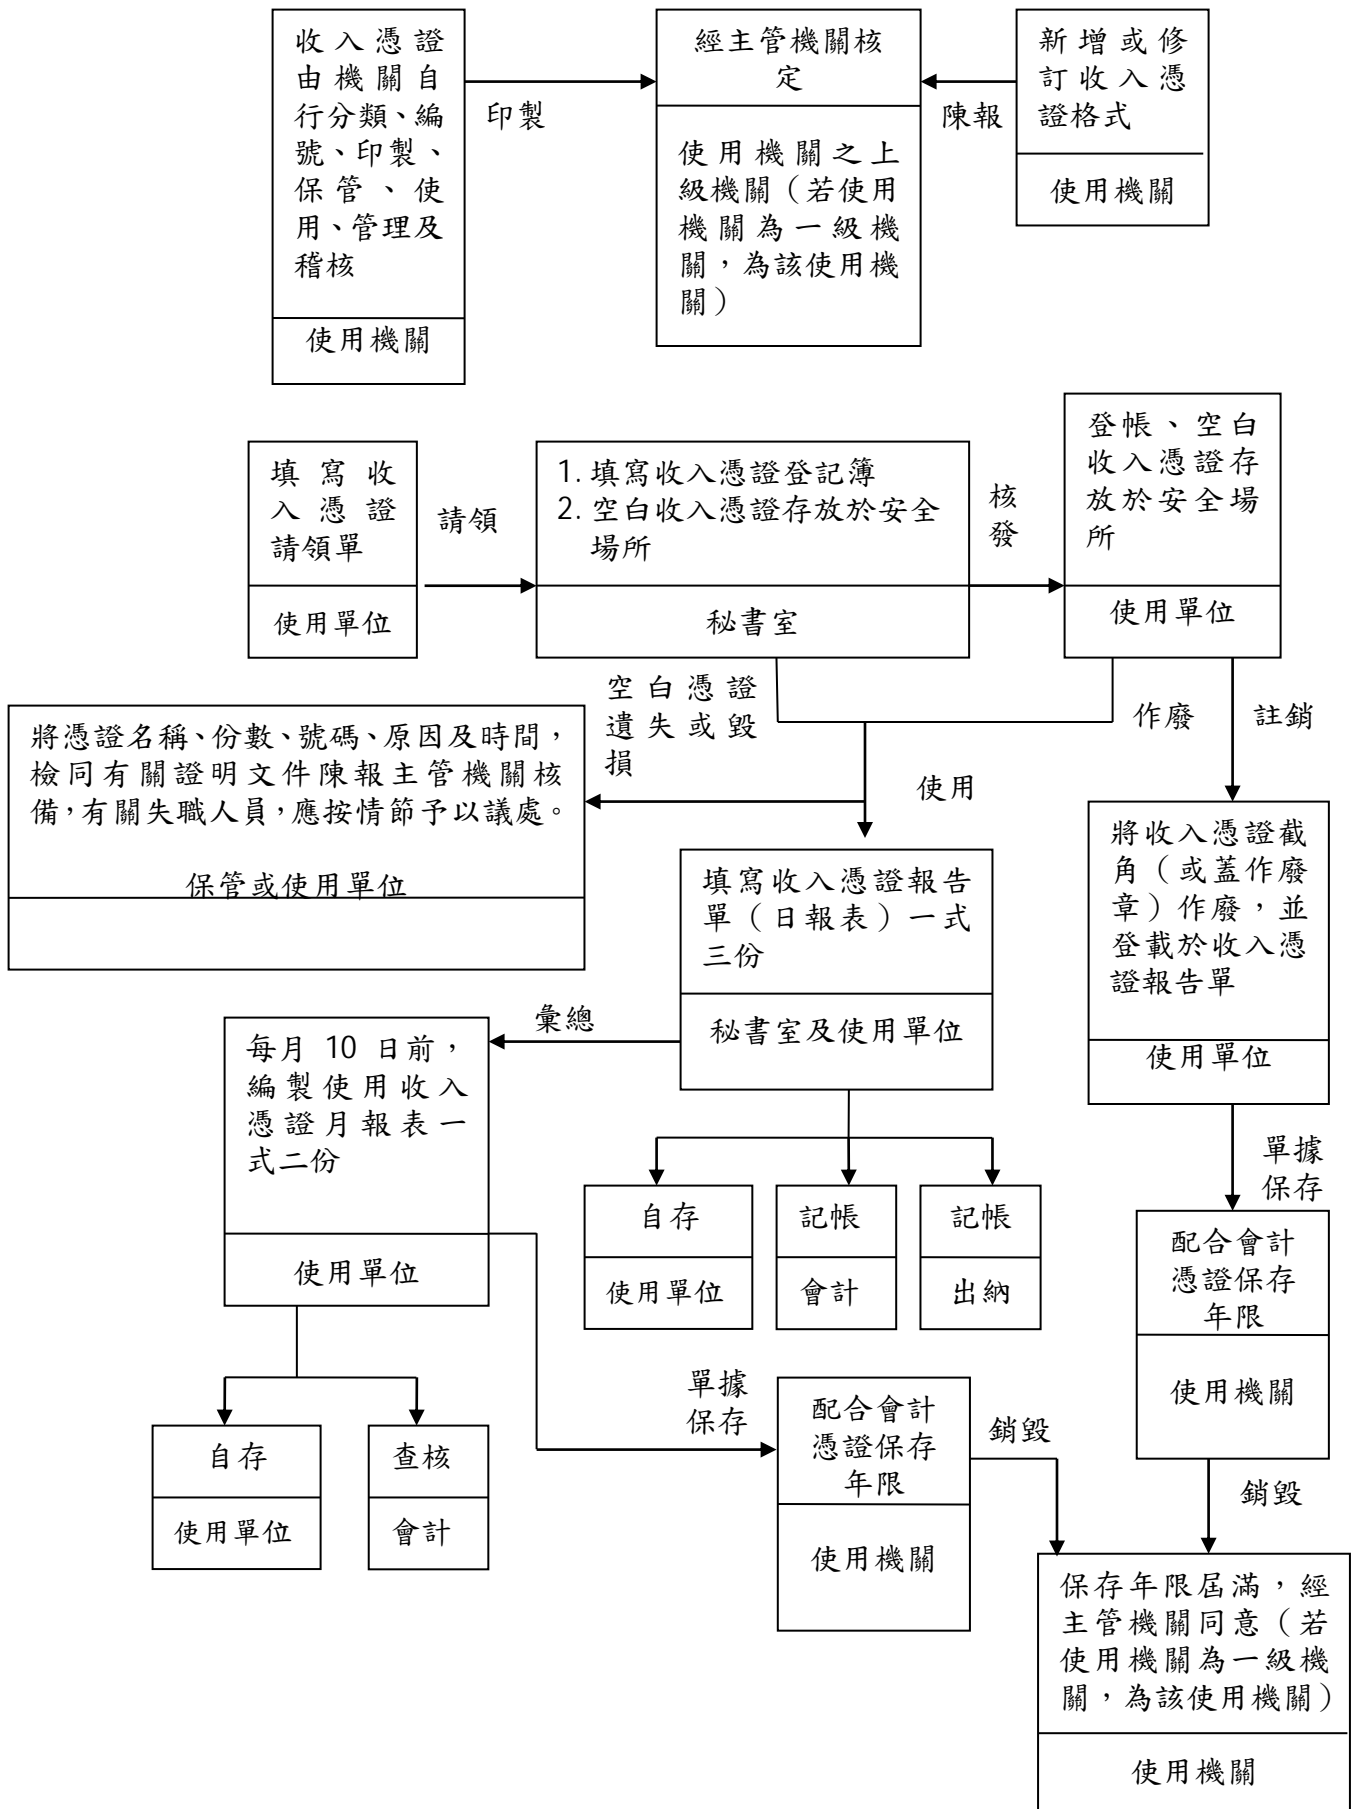 收入憑證
由機關自
行分類、編
號、印製、
保管、使
用、管理及
稽核
使用機關
印製
經主管機關核
定
使用機關之上
級機關（若使用
機關為一級機
關，為該使用機
關）
陳報
新增或修
訂收入憑
證格式
使用機關
填寫收
入憑證
請領單
使用單位
請領
1. 填寫收入憑證登記簿
2. 空白收入憑證存放於安全
場所
秘書室
核
發
登帳、空白
收入憑證存
放於安全場
所
使用單位
空白憑證
遺失或毀
損
使用
作廢
註銷
將憑證名稱、份數、號碼、原因及時間，
檢同有關證明文件陳報主管機關核
備，有關失職人員，應按情節予以議處。
保管或使用單位
填寫收入憑證報告
單（日報表）一式
三份
秘書室及使用單位
將收入憑證截
角（或蓋作廢
章）作廢，並
登載於收入憑
證報告單
使用單位
彙總
每月 10 日前，
編製使用收入
憑證月報表一
式二份
使用單位
自存
使用單位
記帳
會計
記帳
出納
單據
保存
配合會計
憑證保存
年限
使用機關
自存
使用單位
查核
會計
單據
保存
配合會計
憑證保存
年限
使用機關
銷毀
銷毀
保存年限屆滿，經
主管機關同意（若
使用機關為一級機
關，為該使用機關）
使用機關